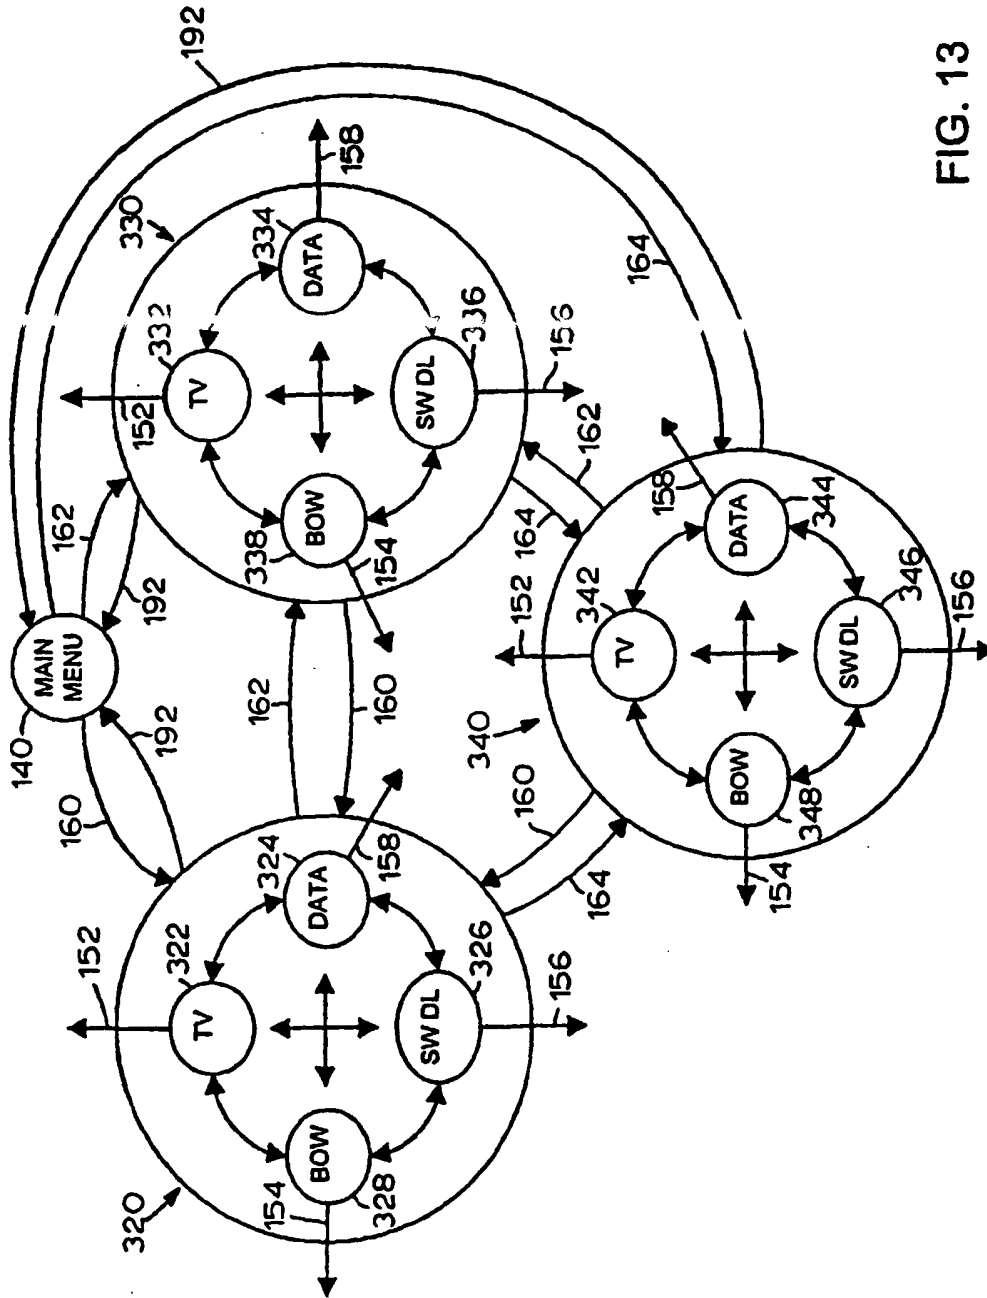 192
152
330
332
334
TV
DATA
158
162
192
MAIN
MENU
140
338
BOW
SW DL
336
156
154
164
160
192
162
160
164
162
152
322
324
TV
DATA
158
340
342
152
TV
DATA
344
158
320
328
BOW
154
SW DL
326
156
160
164
BOW
348
154
SW DL
346
156
FIG. 13